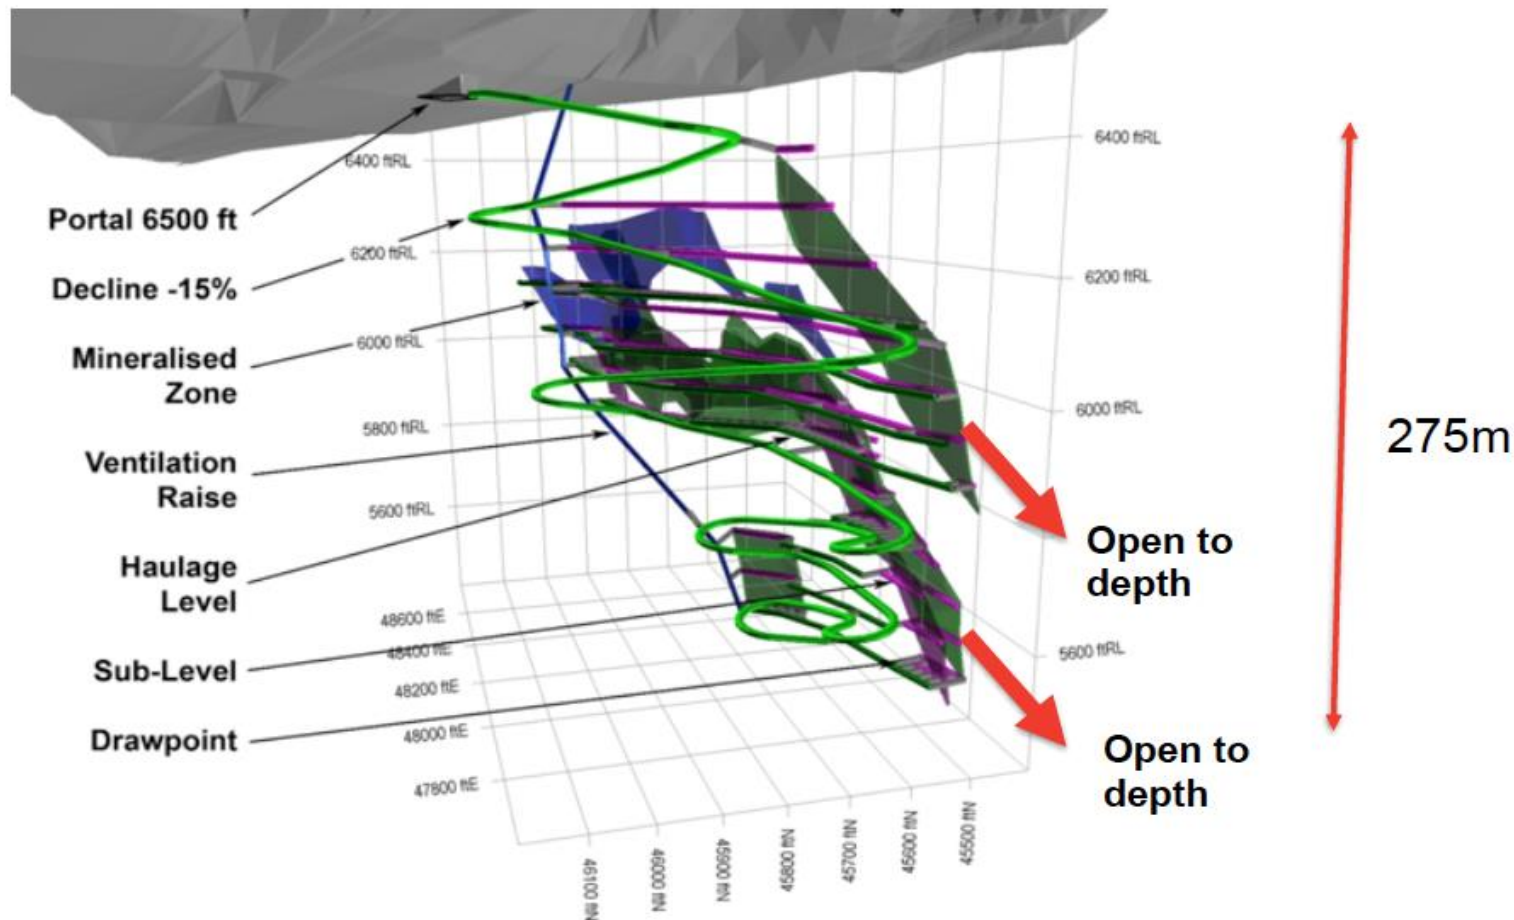 Portal 6500 ft
Decline -15%
Mineralised
Zone
Ventilation
Raise
Haulage
Level
Sub-Level
Drawpoint
6400 ftRL
6200 ftRL
6000 ftRL
5800 ftRL
5600 ftRL
48600 ftE
48400 ftE
48200 ftE
48000 ftE
47800 ftE
46100 ftN
46000 ftN
45900 ftN
45800 ftN
45700 ftN
45600 ftN
45500 ftN
6400 ftRL
6200 ftRL
6000 ftRL
5600 ftRL
Open to
depth
Open to
depth
275m